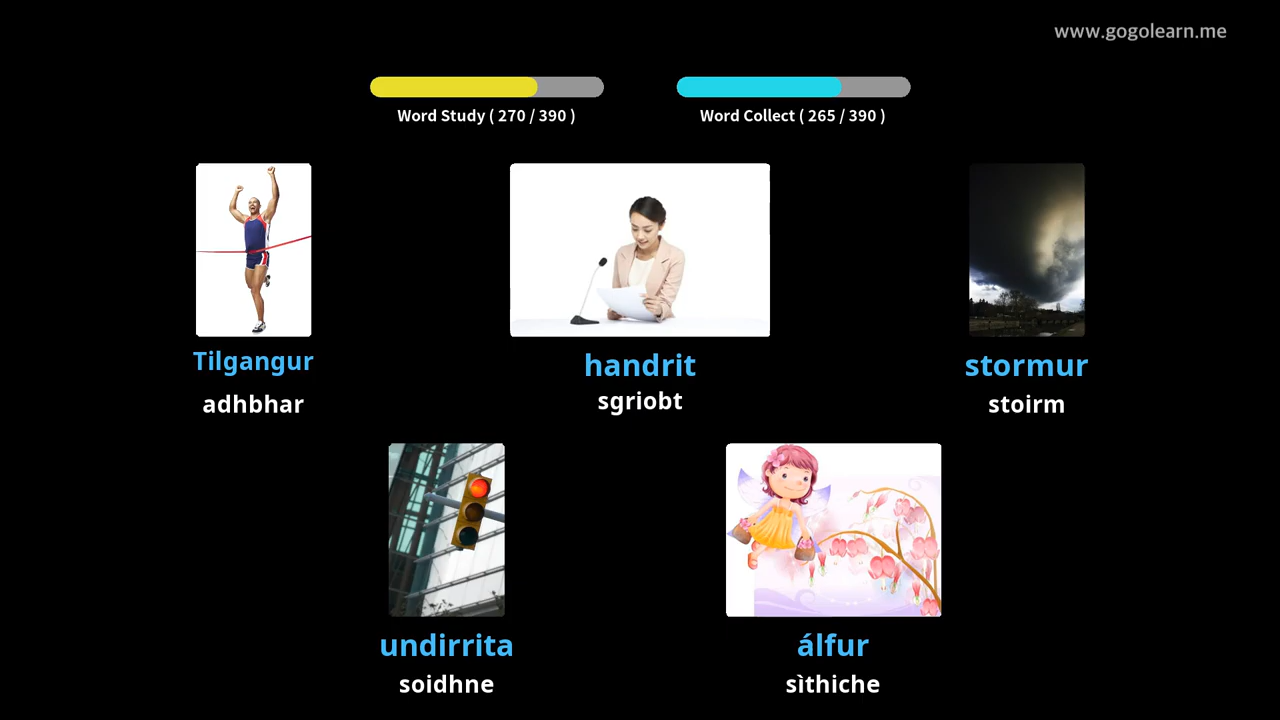 www.gogolearn.me
Word Study ( 270 / 390 )
Word Collect ( 265 / 390 )
Tilgangur
adhbhar
handrit
sgriobt
stormur
stoirm
undirrita
soidhne
álfur
sìthiche